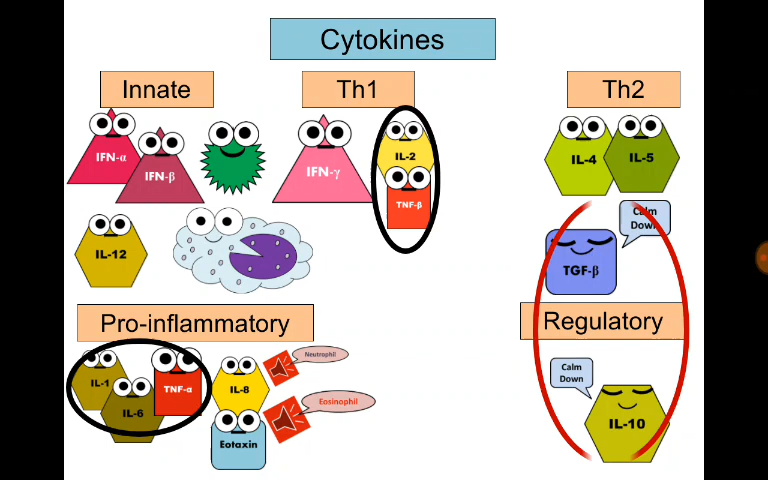 Cytokines
Innate
Th1
Th2
IFN-α
IFN-β
IFN-γ
IL-2
TNF-β
IL-4
IL-5
IL-12
Calm
Down
TGF-β
Pro-inflammatory
Regulatory
IL-1
IL-6
TNF-α
IL-8
Neutrophil
Eosinophil
Eotaxin
Calm
Down
IL-10